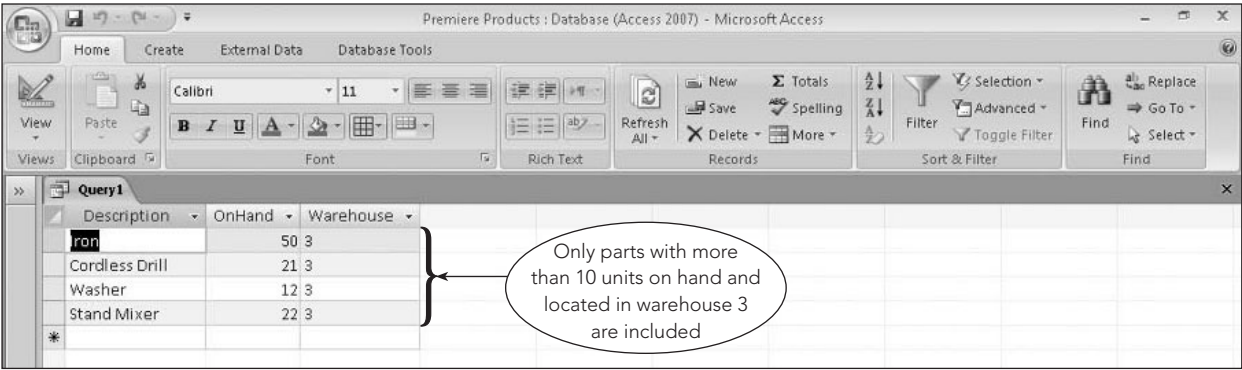 Premiere Products : Database (Access 2007) - Microsoft Access
Home Create External Data Database Tools
View
Paste
Calibri 11
B I U A
Refresh All
New
Save
Delete
Σ Totals
Spelling
More
Filter
Selection
Advanced
Toggle Filter
Find
Replace
Go To
Select
Views Clipboard Font Rich Text Records Sort & Filter Find
Query1
Description OnHand Warehouse
Iron 50 3
Cordless Drill 21 3
Washer 12 3
Stand Mixer 22 3
Only parts with more
than 10 units on hand and
located in warehouse 3
are included